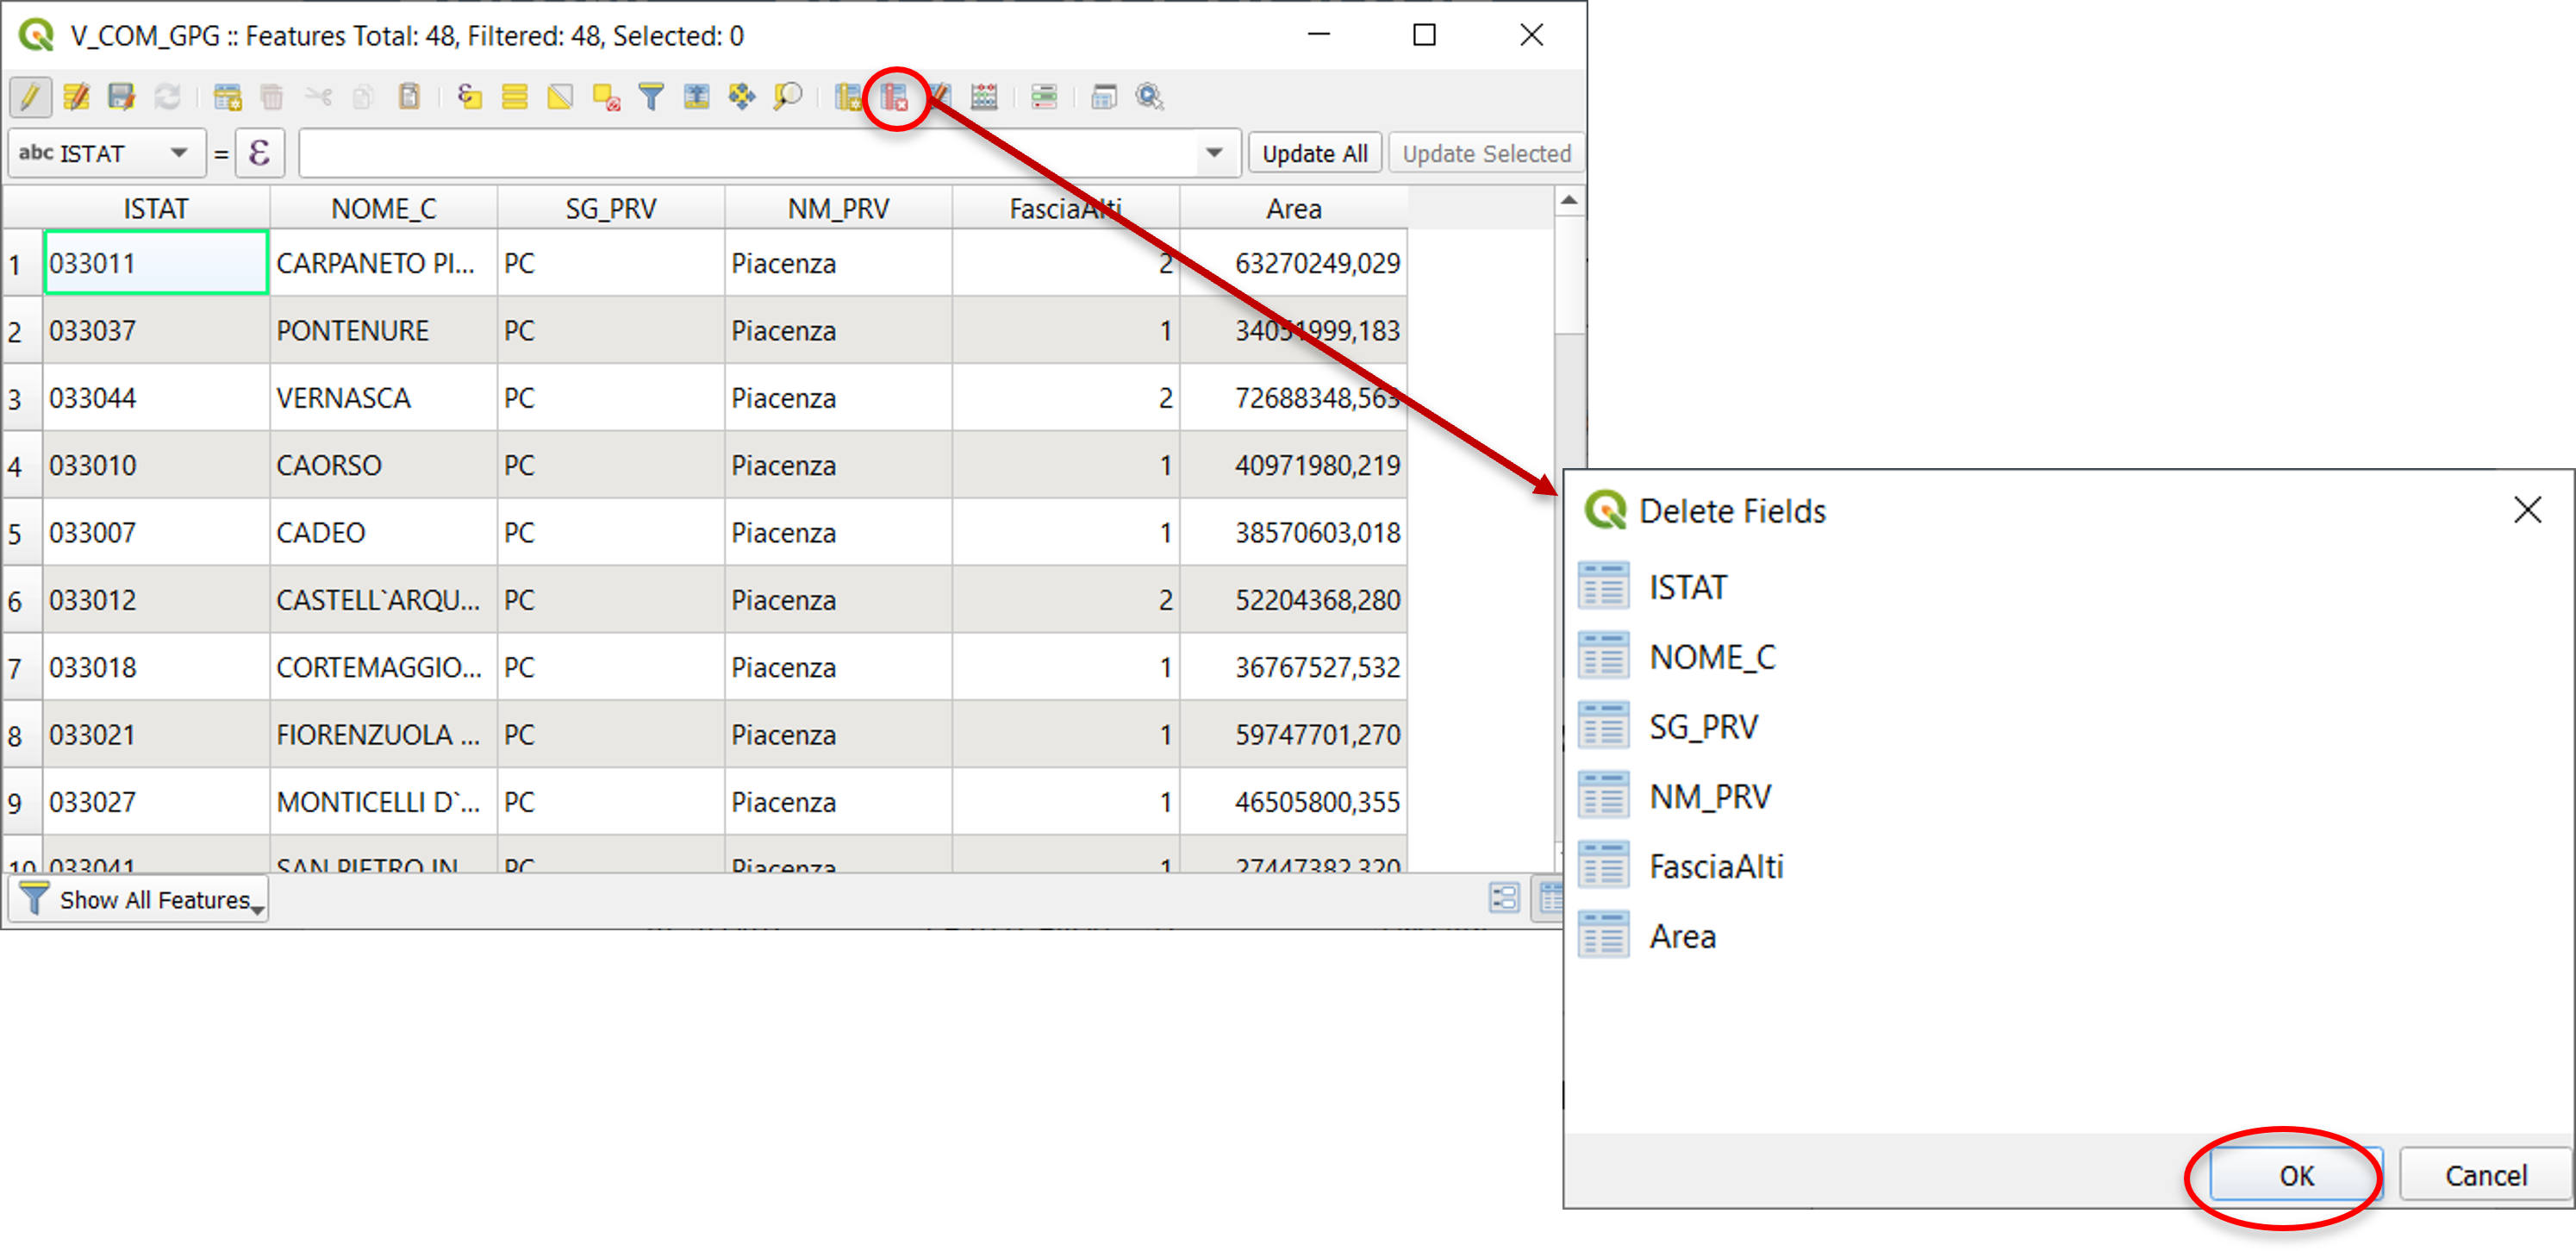 V_COM_GPG :: Features Total: 48, Filtered: 48, Selected: 0
abc ISTAT = ε Update All Update Selected
ISTAT NOME_C SG_PRV NM_PRV FasciaAlti Area
1 033011 CARPANETO PI... PC Piacenza 2 63270249,029
2 033037 PONTENURE PC Piacenza 1 34051999,183
3 033044 VERNASCA PC Piacenza 2 72688348,563
4 033010 CAORSO PC Piacenza 1 40971980,219
5 033007 CADEO PC Piacenza 1 38570603,018
6 033012 CASTELL`ARQU... PC Piacenza 2 52204368,280
7 033018 CORTEMAGGIO... PC Piacenza 1 36767527,532
8 033021 FIORENZUOLA ... PC Piacenza 1 59747701,270
9 033027 MONTICELLI D`... PC Piacenza 1 46505800,355
10 033041 SAN PIETRO IN PC Piacenza 1 27447382,320
Show All Features
Delete Fields
ISTAT
NOME_C
SG_PRV
NM_PRV
FasciaAlti
Area
OK Cancel